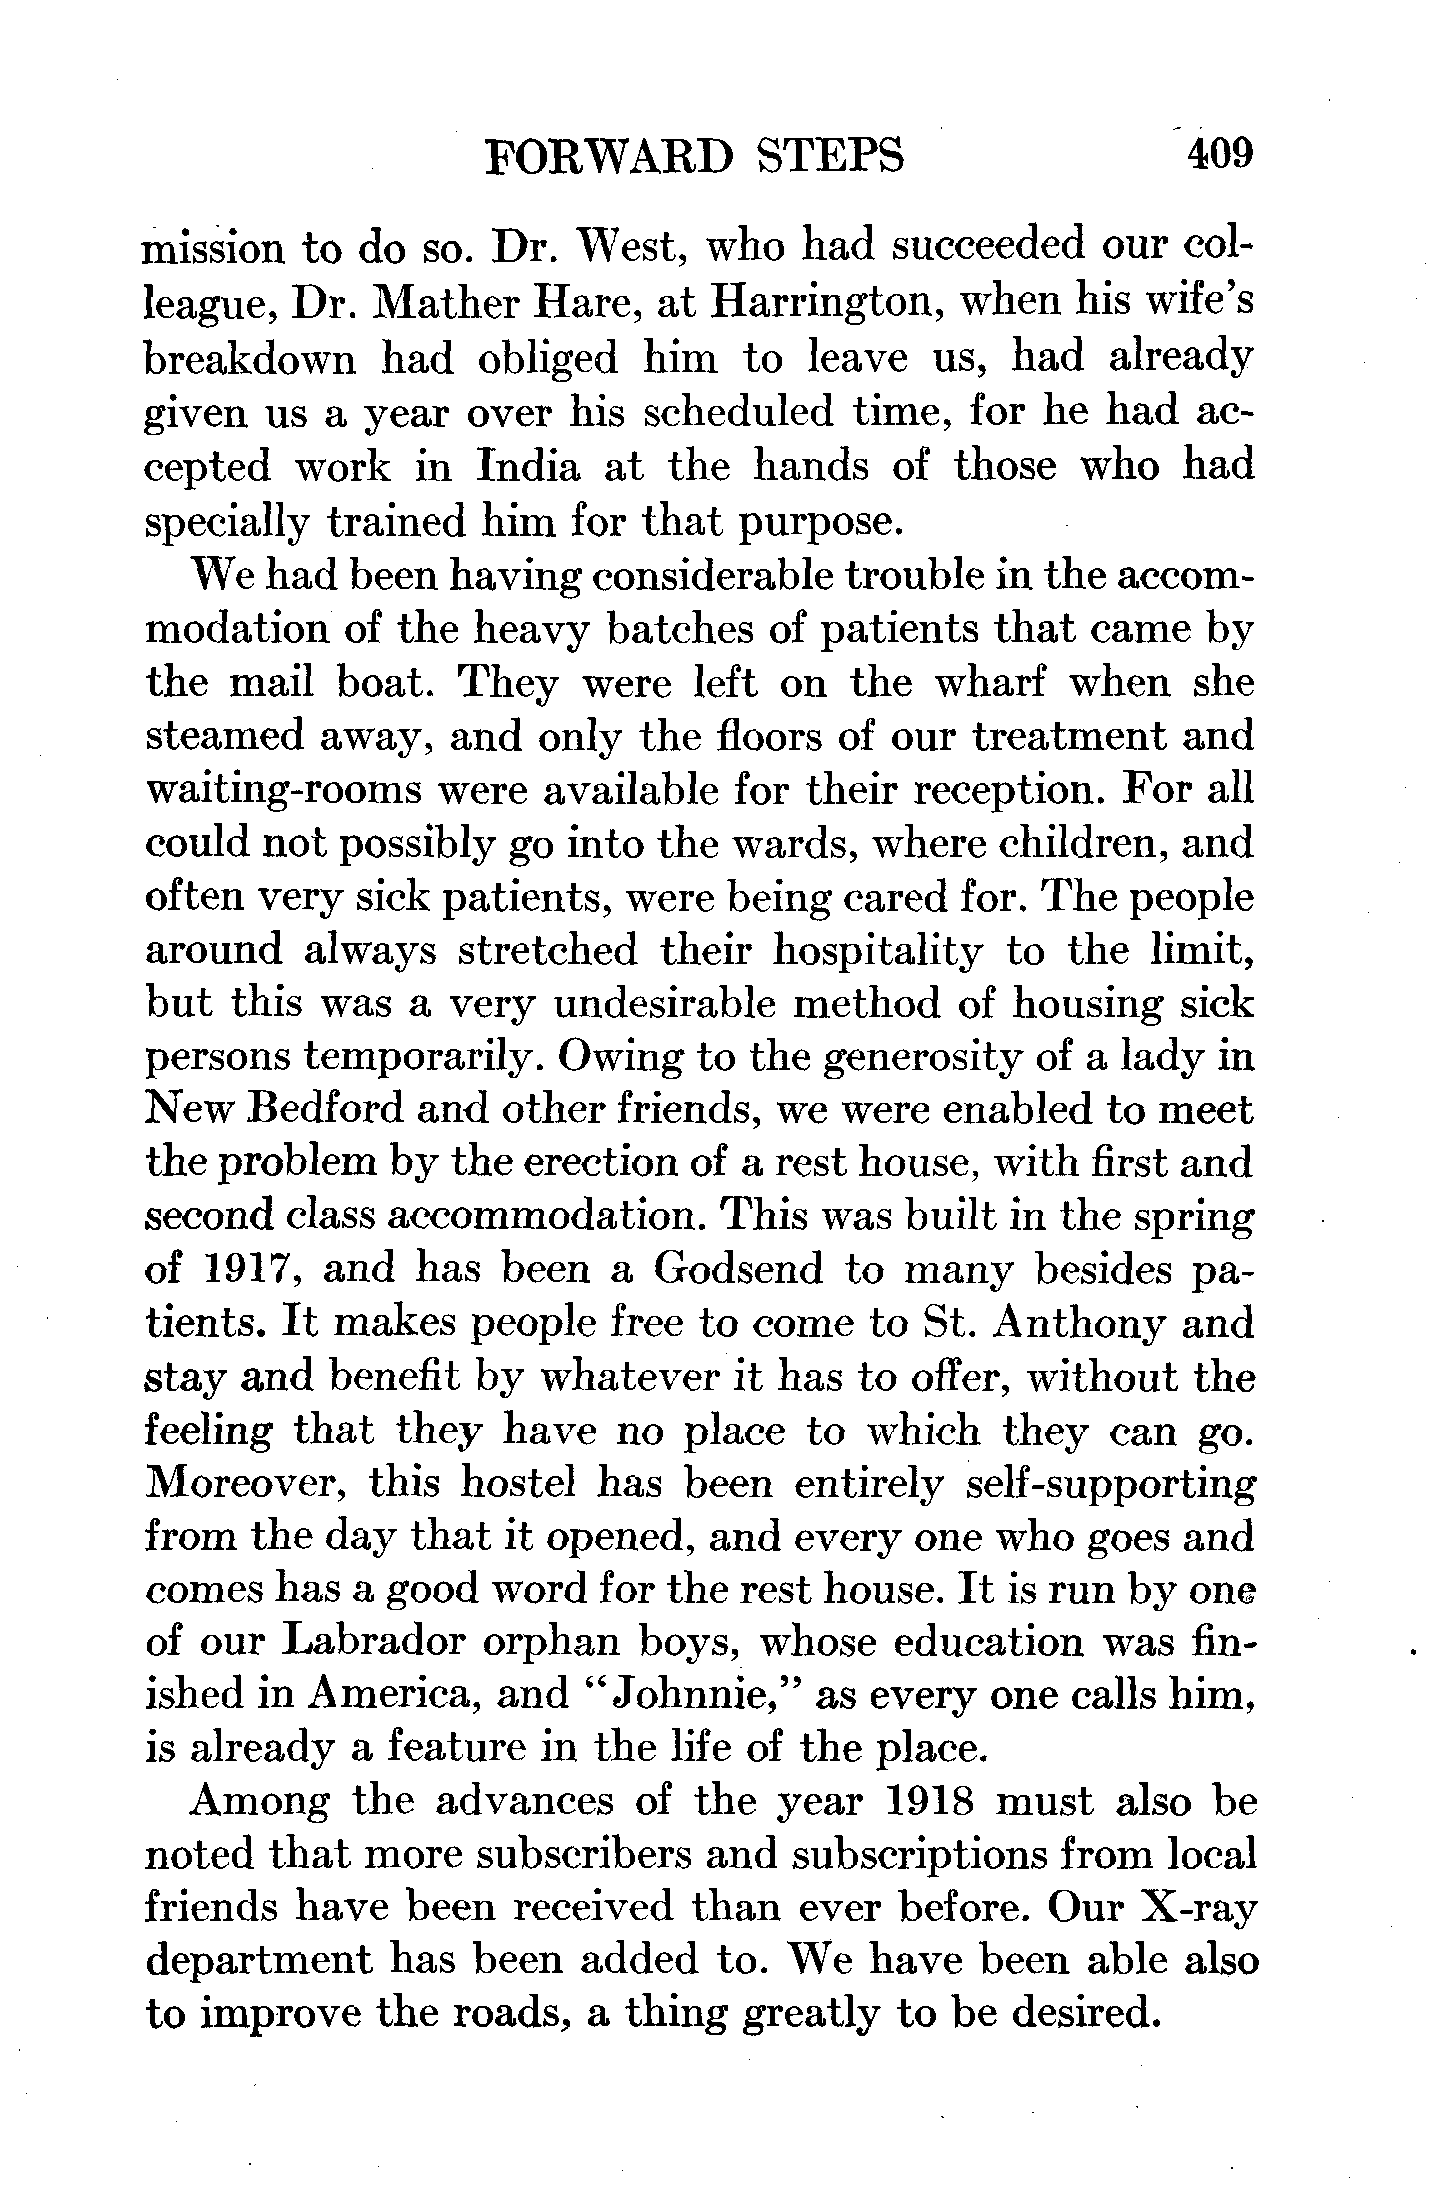 FORWARD STEPS 409
mission to do so. Dr. West, who had succeeded our col-
league, Dr. Mather Hare, at Harrington, when his wife's
breakdown had obliged him to leave us, had already
given us a year over his scheduled time, for he had ac-
cepted work in India at the hands of those who had
specially trained him for that purpose.
We had been having considerable trouble in the accom-
modation of the heavy batches of patients that came by
the mail boat. They were left on the wharf when she
steamed away, and only the floors of our treatment and
waiting-rooms were available for their reception. For all
could not possibly go into the wards, where children, and
often very sick patients, were being cared for. The people
around always stretched their hospitality to the limit,
but this was a very undesirable method of housing sick
persons temporarily. Owing to the generosity of a lady in
New Bedford and other friends, we were enabled to meet
the problem by the erection of a rest house, with first and
second class accommodation. This was built in the spring
of 1917, and has been a Godsend to many besides pa-
tients. It makes people free to come to St. Anthony and
stay and benefit by whatever it has to offer, without the
feeling that they have no place to which they can go.
Moreover, this hostel has been entirely self-supporting
from the day that it opened, and every one who goes and
comes has a good word for the rest house. It is run by one
of our Labrador orphan boys, whose education was fin-
ished in America, and "Johnnie," as every one calls him,
is already a feature in the life of the place.
Among the advances of the year 1918 must also be
noted that more subscribers and subscriptions from local
friends have been received than ever before. Our X-ray
department has been added to. We have been able also
to improve the roads, a thing greatly to be desired.